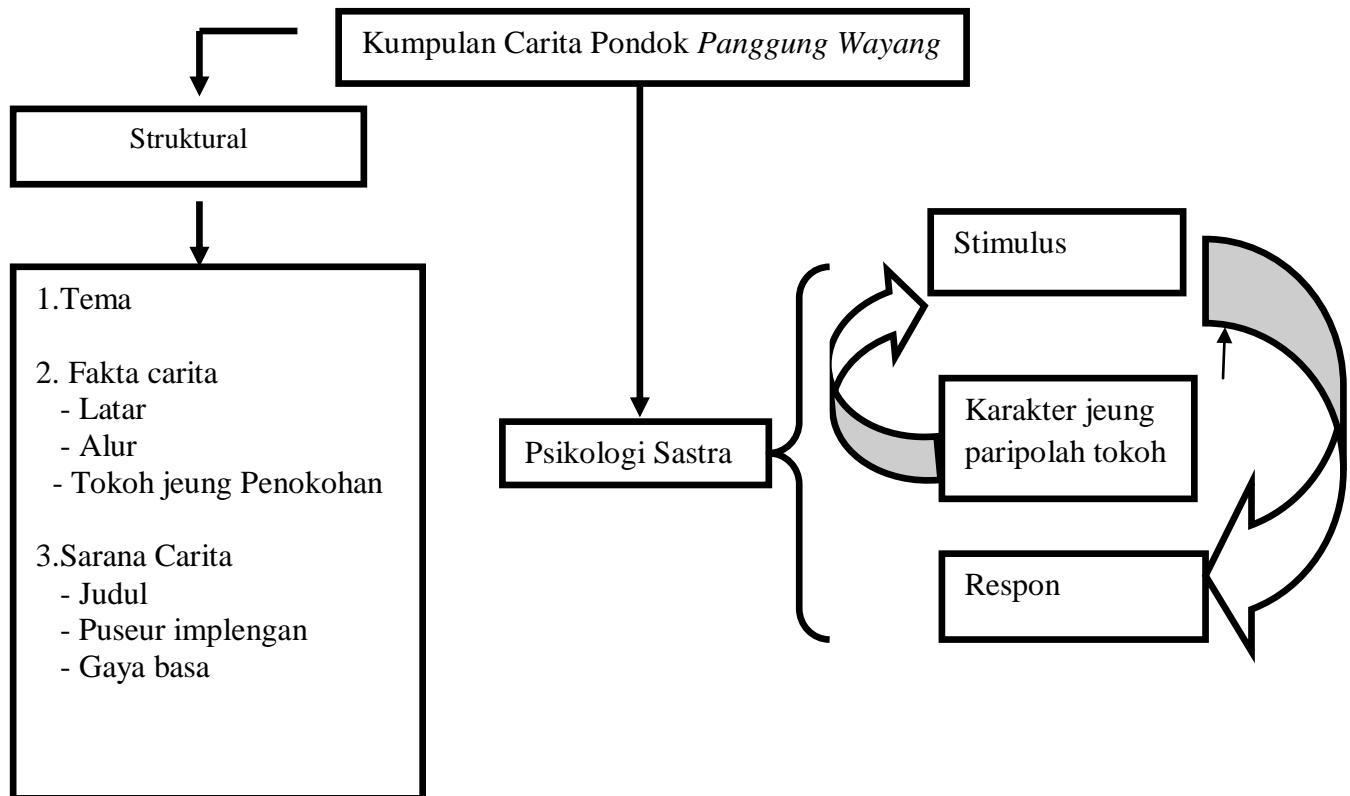 Kumpulan Carita Pondok Panggung Wayang
Struktural
1.Tema
2. Fakta carita
- Latar
- Alur
- Tokoh jeung Penokohan
3.Sarana Carita
- Judul
- Puseur implengan
- Gaya basa
Psikologi Sastra
Stimulus
Karakter jeung
paripolah tokoh
Respon